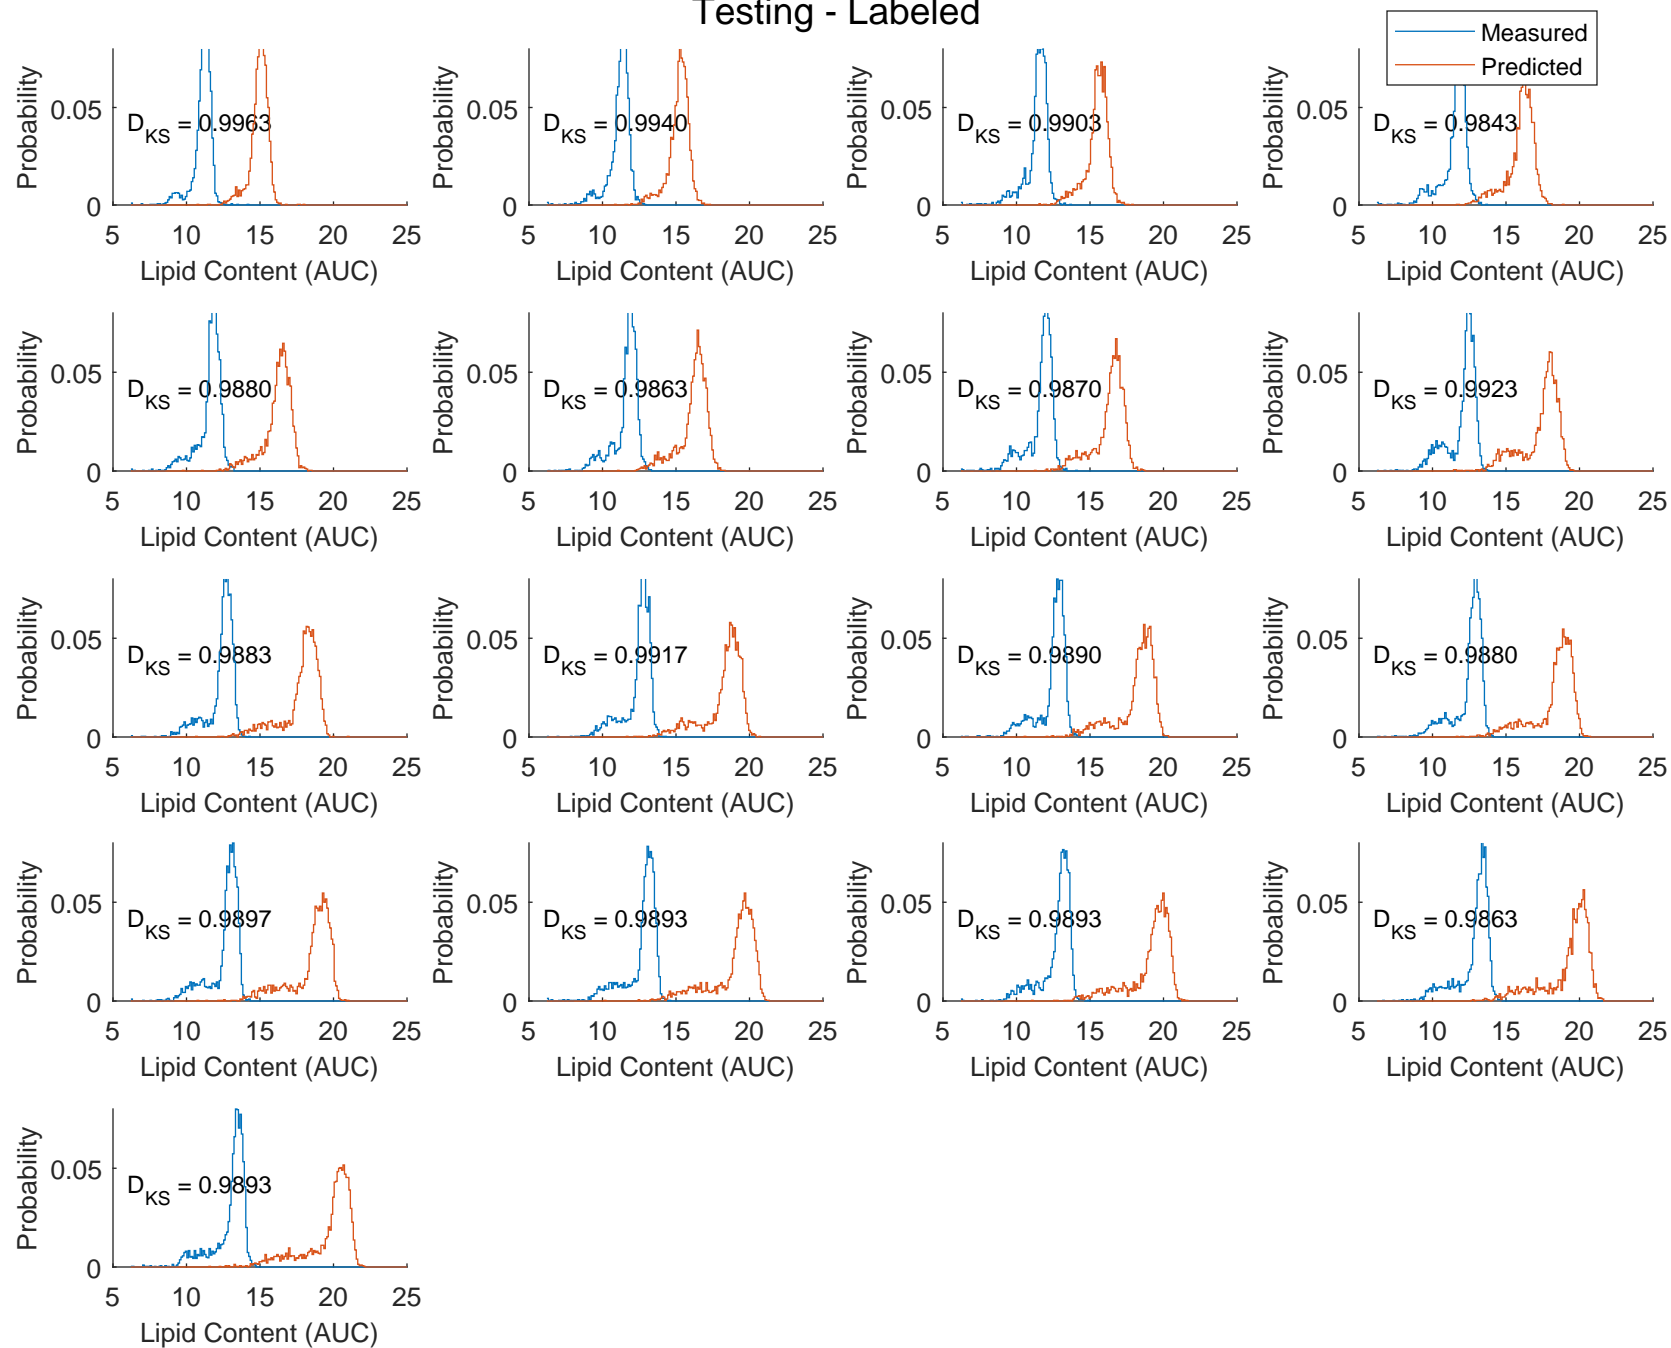 Testing - Labeled
Measured
Predicted
Probability
0.05
0
D_KS = 0.9963
5 10 15 20 25
Lipid Content (AUC)
Probability
0.05
0
D_KS = 0.9940
5 10 15 20 25
Lipid Content (AUC)
Probability
0.05
0
D_KS = 0.9903
5 10 15 20 25
Lipid Content (AUC)
Probability
0.05
0
D_KS = 0.9843
5 10 15 20 25
Lipid Content (AUC)
Probability
0.05
0
D_KS = 0.9880
5 10 15 20 25
Lipid Content (AUC)
Probability
0.05
0
D_KS = 0.9863
5 10 15 20 25
Lipid Content (AUC)
Probability
0.05
0
D_KS = 0.9870
5 10 15 20 25
Lipid Content (AUC)
Probability
0.05
0
D_KS = 0.9923
5 10 15 20 25
Lipid Content (AUC)
Probability
0.05
0
D_KS = 0.9883
5 10 15 20 25
Lipid Content (AUC)
Probability
0.05
0
D_KS = 0.9917
5 10 15 20 25
Lipid Content (AUC)
Probability
0.05
0
D_KS = 0.9890
5 10 15 20 25
Lipid Content (AUC)
Probability
0.05
0
D_KS = 0.9880
5 10 15 20 25
Lipid Content (AUC)
Probability
0.05
0
D_KS = 0.9897
5 10 15 20 25
Lipid Content (AUC)
Probability
0.05
0
D_KS = 0.9893
5 10 15 20 25
Lipid Content (AUC)
Probability
0.05
0
D_KS = 0.9893
5 10 15 20 25
Lipid Content (AUC)
Probability
0.05
0
D_KS = 0.9863
5 10 15 20 25
Lipid Content (AUC)
Probability
0.05
0
D_KS = 0.9893
5 10 15 20 25
Lipid Content (AUC)